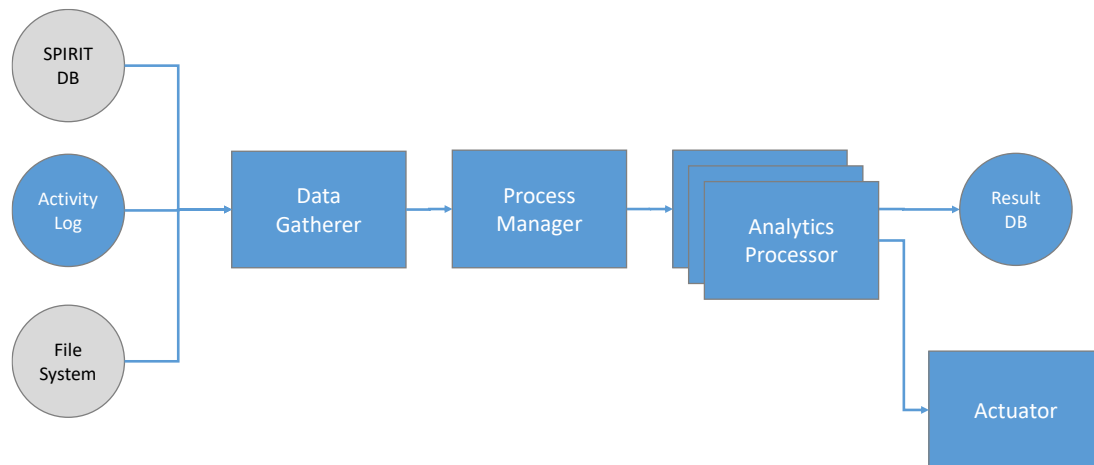 SPIRIT
DB
Activity
Log
File
System
Data
Gatherer
Process
Manager
Analytics
Processor
Result
DB
Actuator